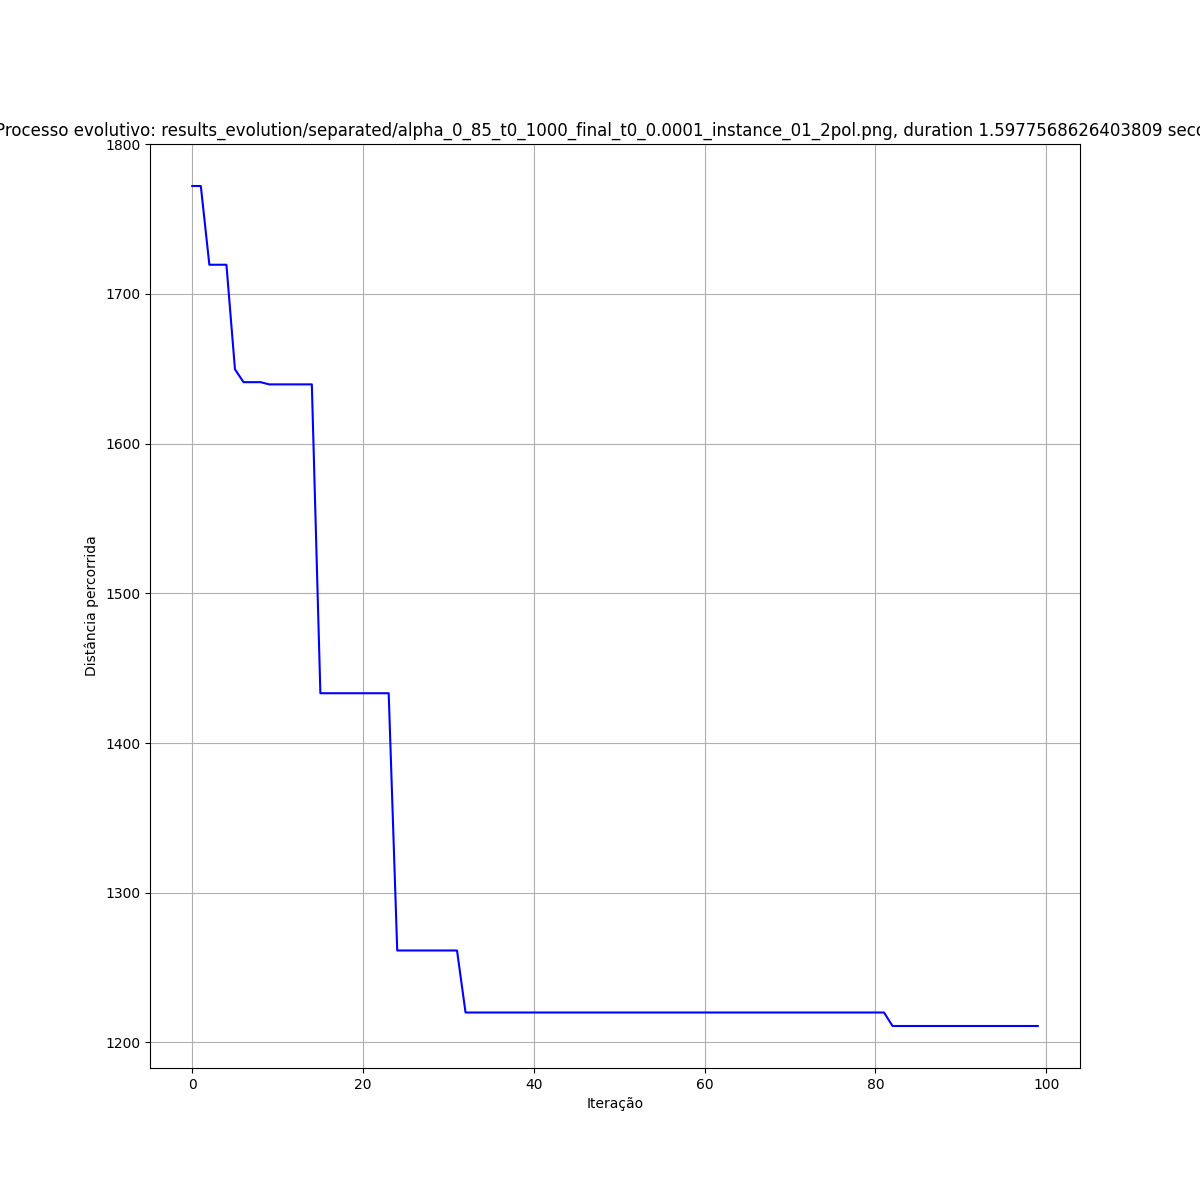 Processo evolutivo: results_evolution/separated/alpha_0_85_t0_1000_final_t0_0.0001_instance_01_2pol.png, duration 1.5977568626403809 seco
1800
1700
1600
1500
1400
1300
1200
Distância percorrida
0 20 40 60 80 100
Iteração